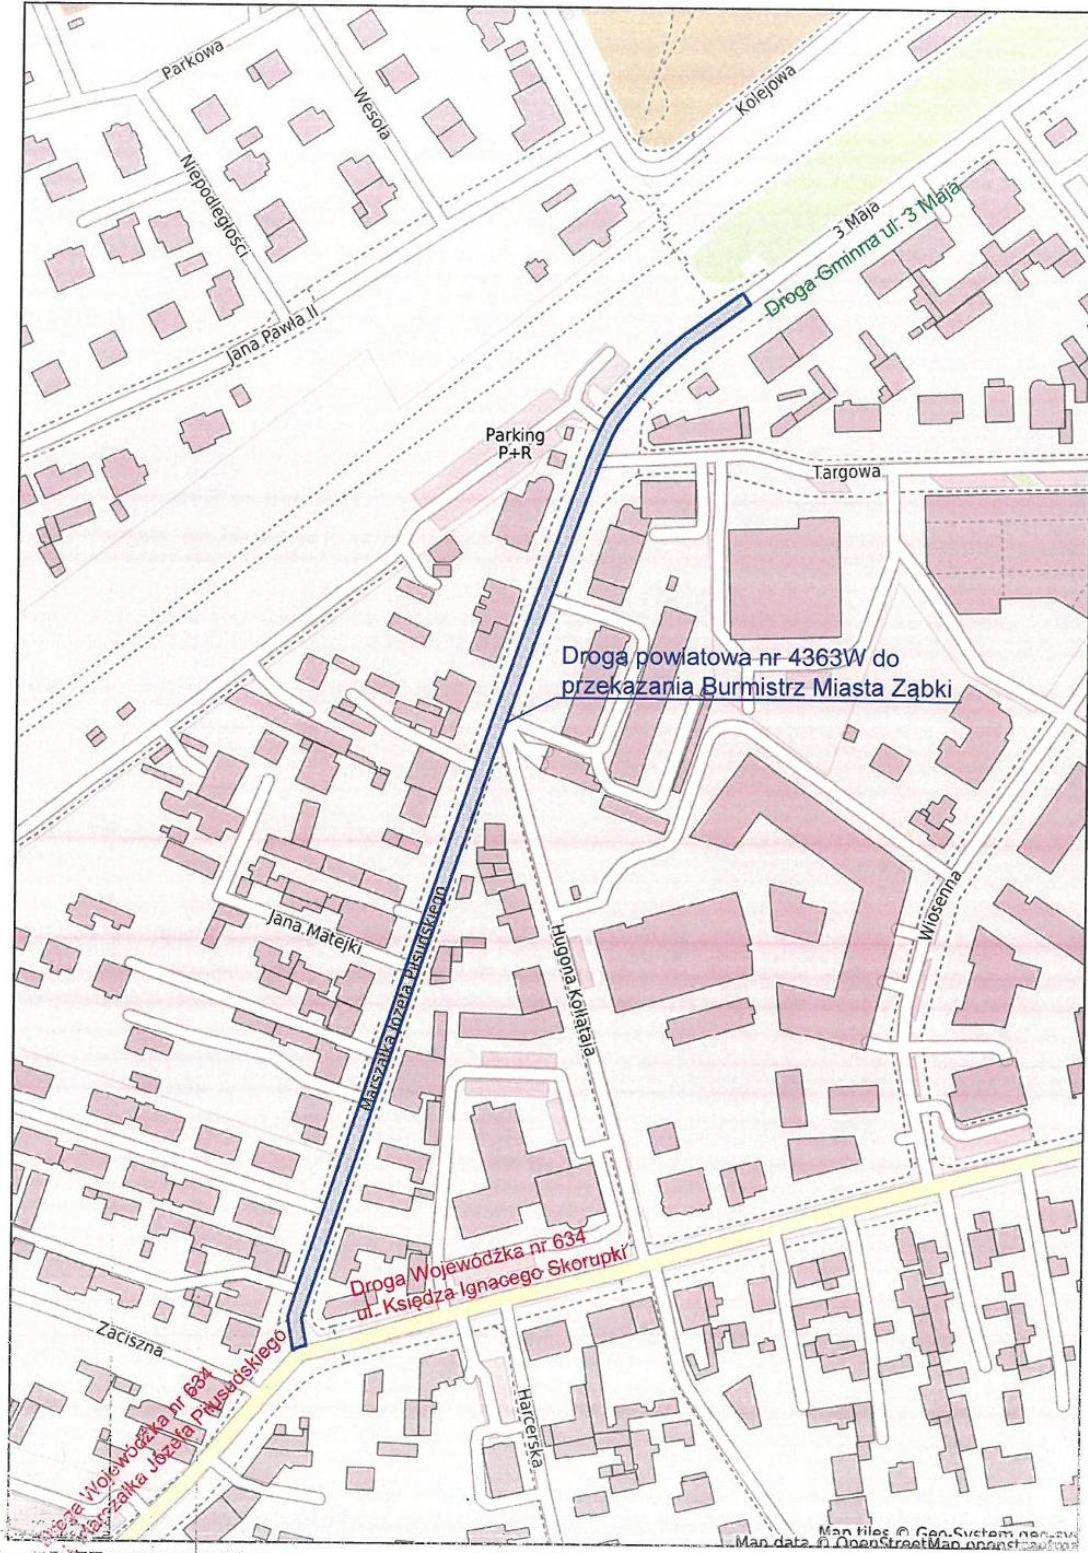 Parkowa
Wesoła
Kolejowa
Niepodległości
3 Maja
Droga Gminna ul. 3 Maja
Jana Pawła II
Parking
P+R
Targowa
Droga powiatowa nr 4363W do
przekazania Burmistrz Miasta Ząbki
Wiosenna
Jana Matejki
Marszałka Józefa Piłsudskiego
Hugona Kołłątaja
Droga Wojewódzka nr 634
ul. Księdza Ignacego Skorupki
Zaciszna
Droga Wojewódzka nr 634
Marszałka Józefa Piłsudskiego
Harcerska
Map tiles © Geo-System
Map data © OpenStreetMap